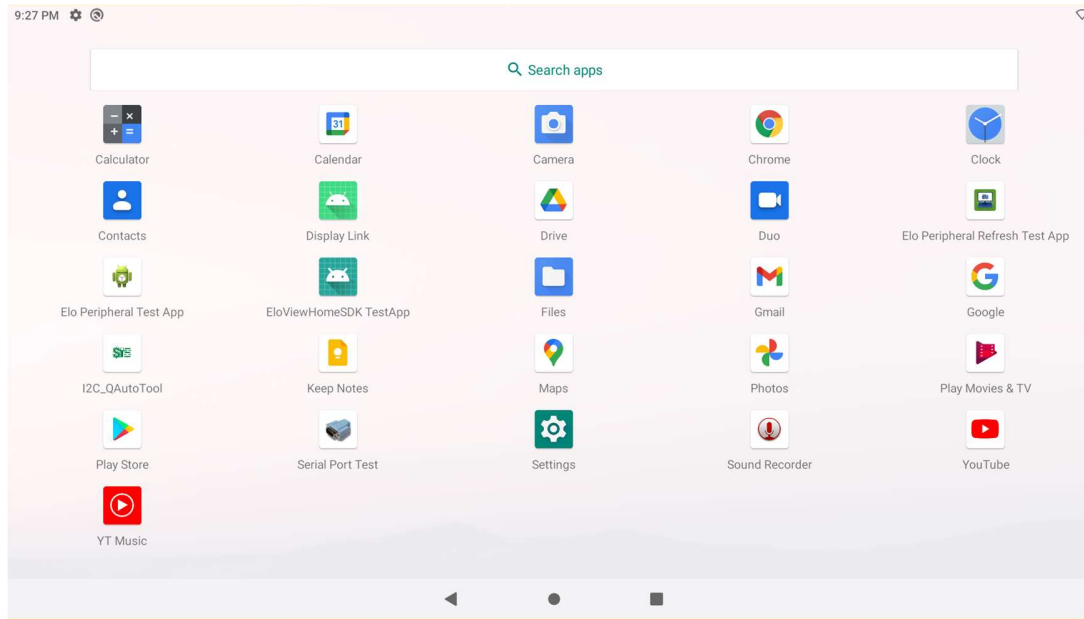 9:27 PM
Search apps
31
Calculator Calendar Camera Chrome Clock
Contacts Display Link Drive Duo Elo Peripheral Refresh Test App
Elo Peripheral Test App EloViewHomeSDK TestApp Files Gmail Google
I2C_QAutoTool Keep Notes Maps Photos Play Movies & TV
Play Store Serial Port Test Settings Sound Recorder YouTube
YT Music